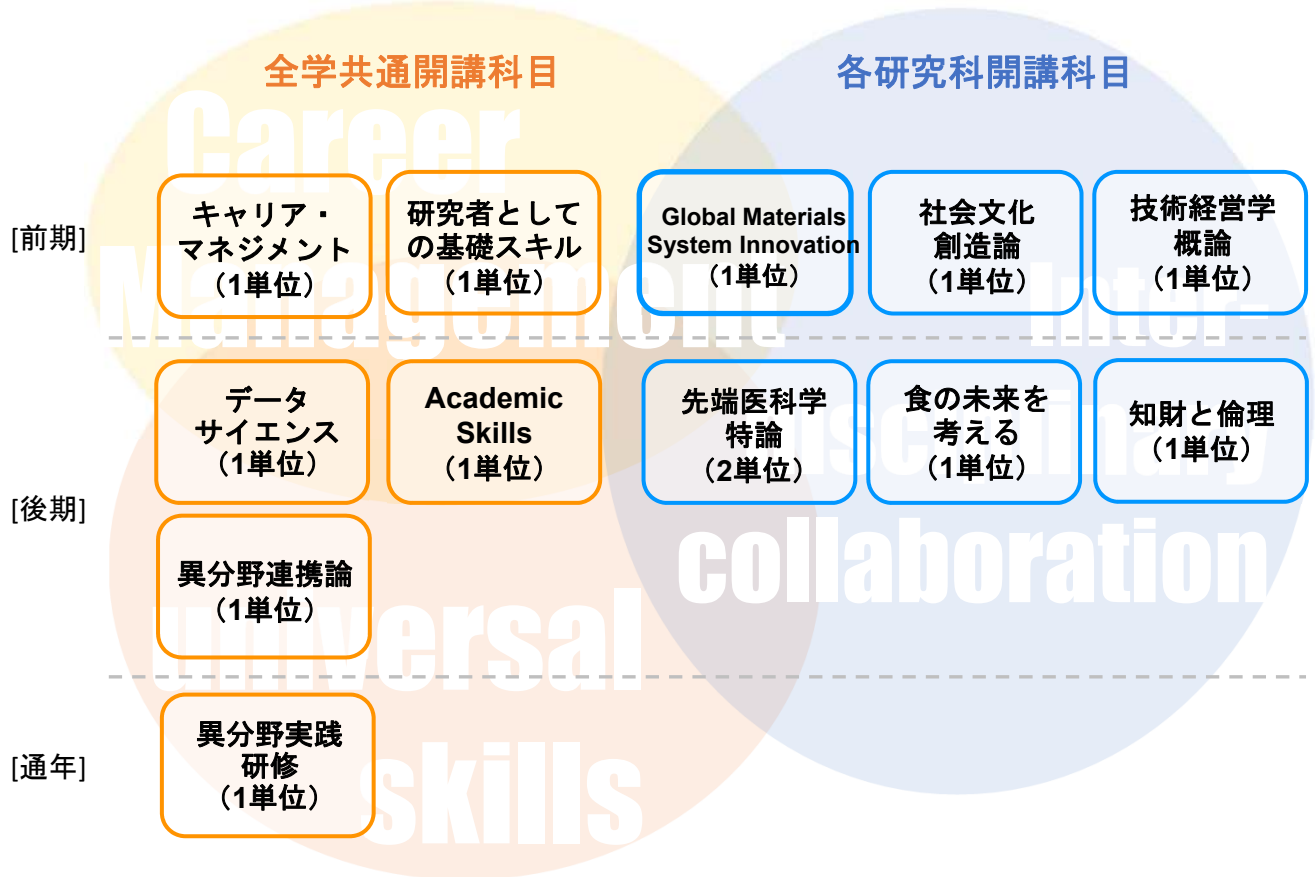 全学共通開講科目
各研究科開講科目
Career
Management
universal
skills
Inter-
disciplinary
collaboration
[前期]
キャリア・
マネジメント
（1単位）
研究者として
の基礎スキル
（1単位）
Global Materials
System Innovation
（1単位）
社会文化
創造論
（1単位）
技術経営学
概論
（1単位）
[後期]
データ
サイエンス
（1単位）
Academic
Skills
（1単位）
先端医科学
特論
（2単位）
食の未来を
考える
（1単位）
知財と倫理
（1単位）
異分野連携論
（1単位）
[通年]
異分野実践
研修
（1単位）